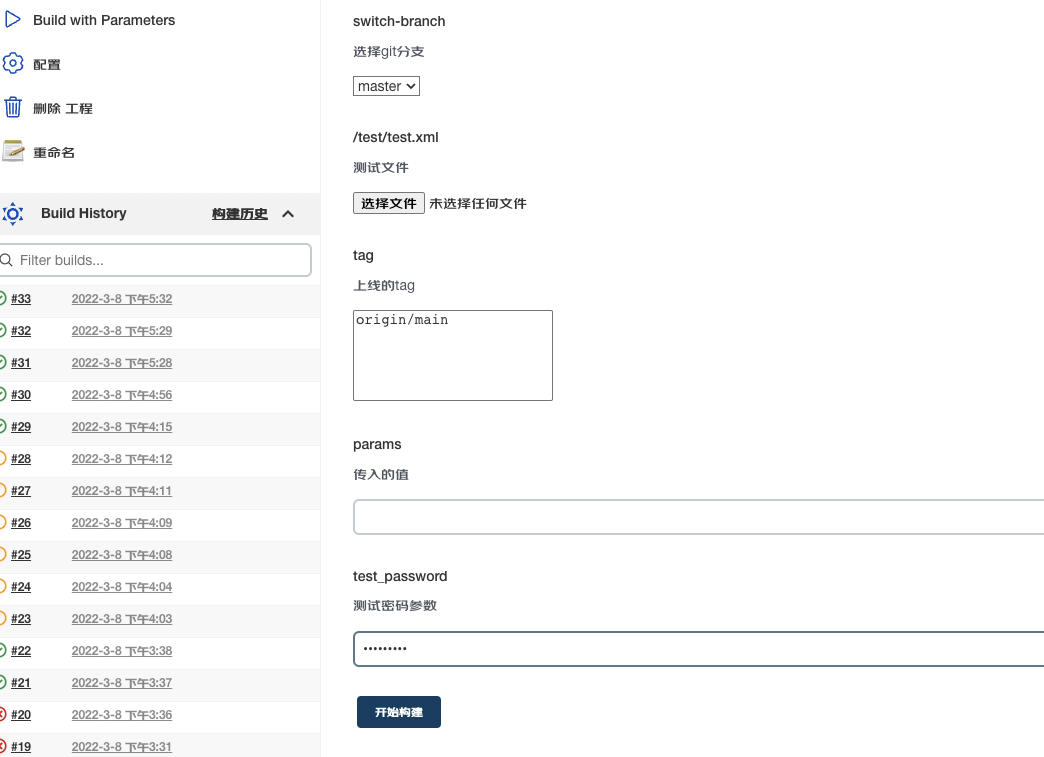 Build with Parameters
配置
删除 工程
重命名
Build History 构建历史
Filter builds...
#33 2022-3-8 下午5:32
#32 2022-3-8 下午5:29
#31 2022-3-8 下午5:28
#30 2022-3-8 下午4:56
#29 2022-3-8 下午4:15
#28 2022-3-8 下午4:12
#27 2022-3-8 下午4:11
#26 2022-3-8 下午4:09
#25 2022-3-8 下午4:08
#24 2022-3-8 下午4:04
#23 2022-3-8 下午4:03
#22 2022-3-8 下午3:38
#21 2022-3-8 下午3:37
#20 2022-3-8 下午3:36
#19 2022-3-8 下午3:31
switch-branch
选择git分支
master
/test/test.xml
测试文件
选择文件 未选择任何文件
tag
上线的tag
origin/main
params
传入的值
test_password
测试密码参数
•••••••••
开始构建